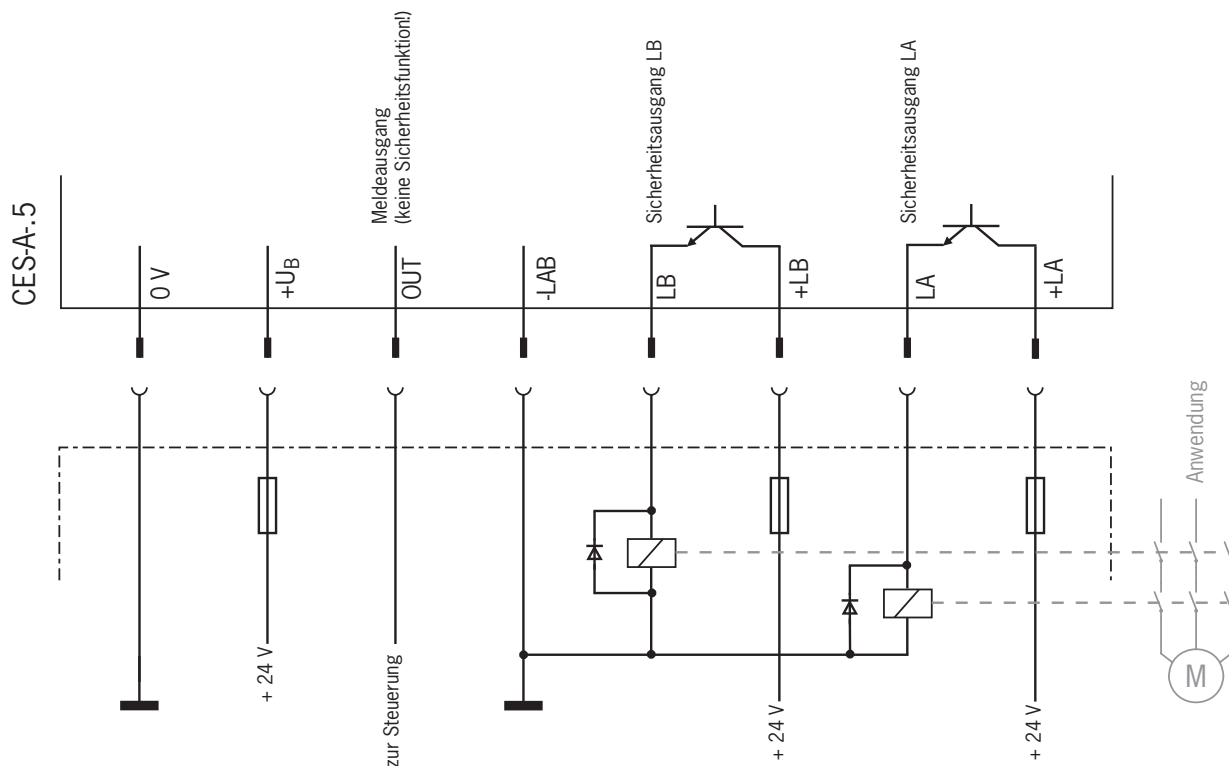 CES-A-.5
0 V
+UB
OUT
Meldeausgang
(keine Sicherheitsfunktion!)
-LAB
LB
Sicherheitsausgang LB
+LB
LA
Sicherheitsausgang LA
+LA
+ 24 V
zur Steuerung
+ 24 V
+ 24 V
Anwendung
M